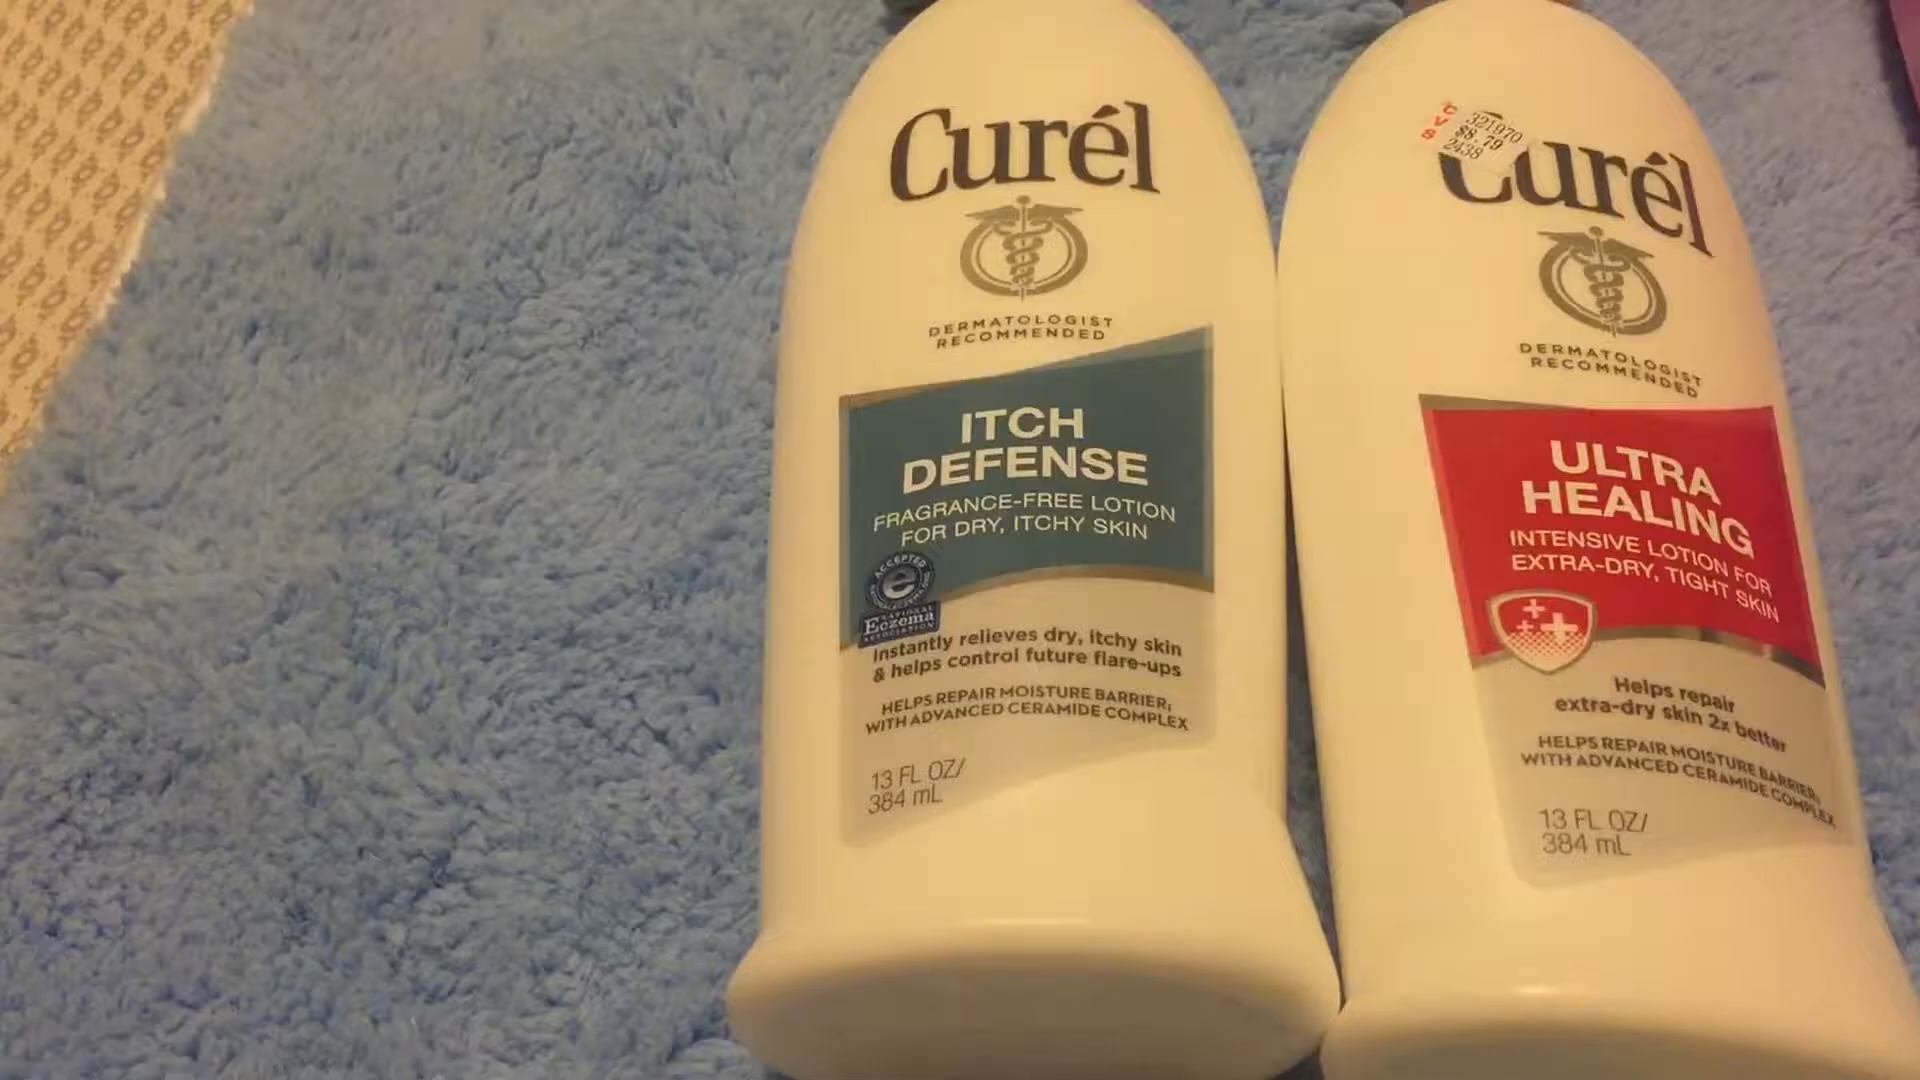 Curél
DERMATOLOGIST
RECOMMENDED
ITCH
DEFENSE
FRAGRANCE-FREE LOTION
FOR DRY, ITCHY SKIN
ACCEPTED
e
NATIONAL
Eczema
ASSOCIATION
Instantly relieves dry, itchy skin
& helps control future flare-ups
HELPS REPAIR MOISTURE BARRIER,
WITH ADVANCED CERAMIDE COMPLEX
13 FL OZ/
384 mL
CVS
321970
$8.79
2438
Curél
DERMATOLOGIST
RECOMMENDED
ULTRA
HEALING
INTENSIVE LOTION FOR
EXTRA-DRY, TIGHT SKIN
Helps repair
extra-dry skin 2x better
HELPS REPAIR MOISTURE BARRIER,
WITH ADVANCED CERAMIDE COMPLEX
13 FL OZ/
384 mL